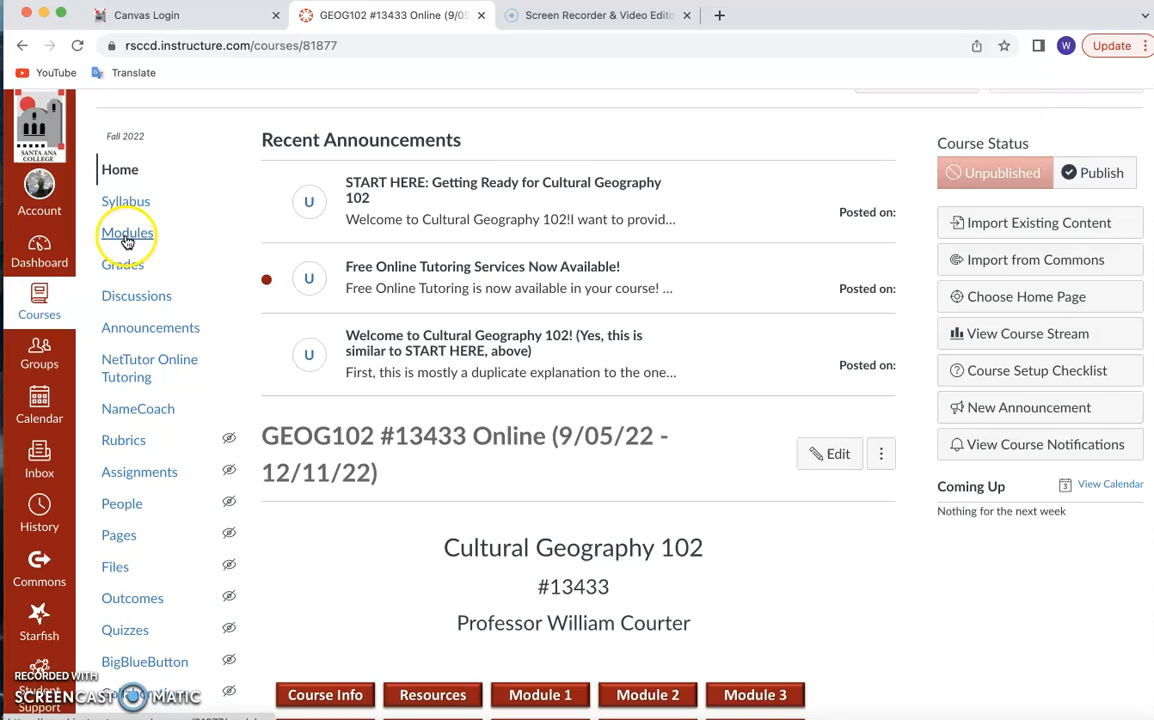 Canvas Login
GEOG102 #13433 Online (9/05
Screen Recorder & Video Edito
rsccd.instructure.com/courses/81877
W
Update
YouTube
Translate
SANTA ANA
COLLEGE
Account
Dashboard
Courses
Groups
Calendar
Inbox
History
Commons
Starfish
Student
Support
Fall 2022
Home
Syllabus
Modules
Grades
Discussions
Announcements
NetTutor Online
Tutoring
NameCoach
Rubrics
Assignments
People
Pages
Files
Outcomes
Quizzes
BigBlueButton
RECORDED WITH
SCREENCAST MATIC
Recent Announcements
U
START HERE: Getting Ready for Cultural Geography
102
Welcome to Cultural Geography 102!I want to provid...
Posted on:
U
Free Online Tutoring Services Now Available!
Free Online Tutoring is now available in your course! ...
Posted on:
U
Welcome to Cultural Geography 102! (Yes, this is
similar to START HERE, above)
First, this is mostly a duplicate explanation to the one...
Posted on:
GEOG102 #13433 Online (9/05/22 -
12/11/22)
Edit
Cultural Geography 102
#13433
Professor William Courter
Course Info
Resources
Module 1
Module 2
Module 3
Course Status
Unpublished
Publish
Import Existing Content
Import from Commons
Choose Home Page
View Course Stream
Course Setup Checklist
New Announcement
View Course Notifications
Coming Up
View Calendar
Nothing for the next week